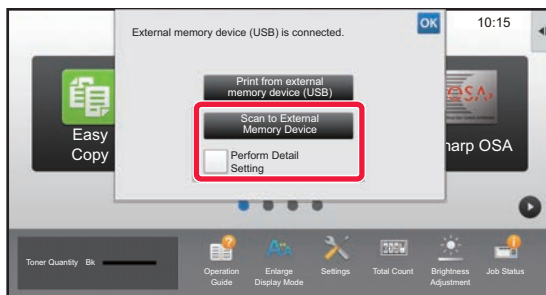 External memory device (USB) is connected.
OK
10:15
Print from external
memory device (USB)
Scan to External
Memory Device
Perform Detail
Setting
Easy
Copy
harp OSA
Toner Quantity Bk
Operation
Guide
Enlarge
Display Mode
Settings
Total Count
Brightness
Adjustment
Job Status